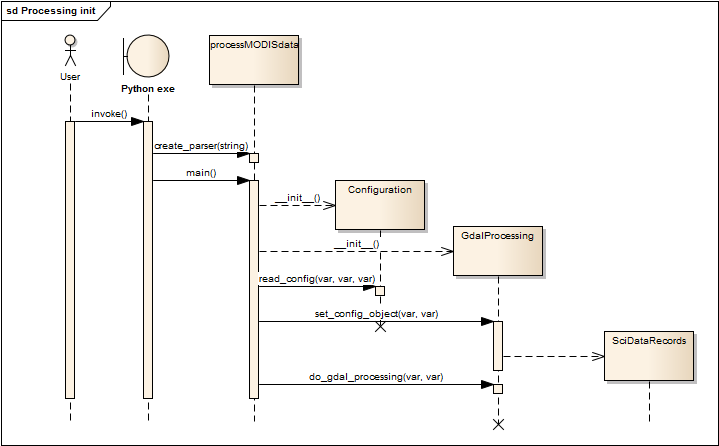 sd Processing init
processMODISdata
User
Python exe
invoke()
create_parser(string)
main()
Configuration
__init__()
GdalProcessing
__init__()
read_config(var, var, var)
set_config_object(var, var)
SciDataRecords
do_gdal_processing(var, var)